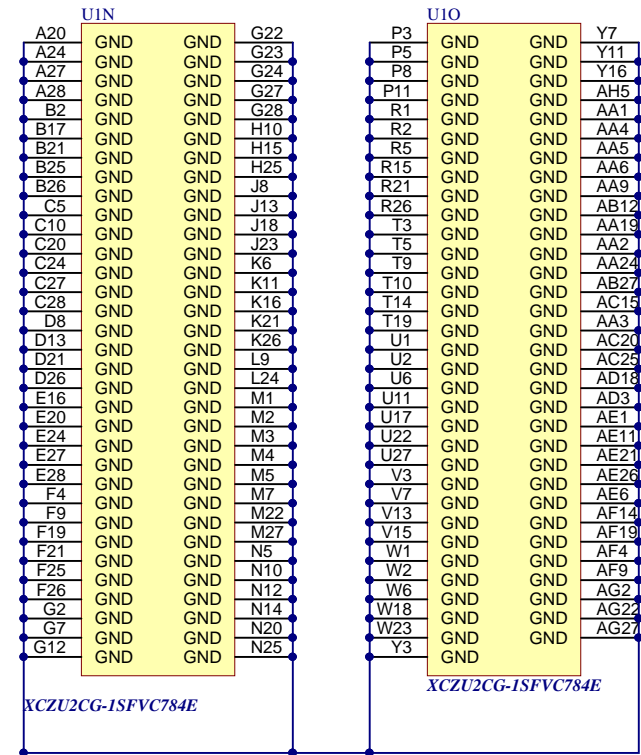 U1N
A20 GND GND G22
A24 GND GND G23
A27 GND GND G24
A28 GND GND G27
B2 GND GND G28
B17 GND GND H10
B21 GND GND H15
B25 GND GND H25
B26 GND GND J8
C5 GND GND J13
C10 GND GND J18
C20 GND GND J23
C24 GND GND K6
C27 GND GND K11
C28 GND GND K16
D8 GND GND K21
D13 GND GND K26
D21 GND GND L9
D26 GND GND L24
E16 GND GND M1
E20 GND GND M2
E24 GND GND M3
E27 GND GND M4
E28 GND GND M5
F4 GND GND M7
F9 GND GND M22
F19 GND GND M27
F21 GND GND N5
F25 GND GND N10
F26 GND GND N12
G2 GND GND N14
G7 GND GND N20
G12 GND GND N25
XCZU2CG-1SFVC784E
U1O
P3 GND GND Y7
P5 GND GND Y11
P8 GND GND Y16
P11 GND GND AH5
R1 GND GND AA1
R2 GND GND AA4
R5 GND GND AA5
R15 GND GND AA6
R21 GND GND AA9
R26 GND GND AB12
T3 GND GND AA19
T5 GND GND AA2
T9 GND GND AA24
T10 GND GND AB27
T14 GND GND AC15
T19 GND GND AA3
U1 GND GND AC20
U2 GND GND AC25
U6 GND GND AD18
U11 GND GND AD3
U17 GND GND AE1
U22 GND GND AE11
U27 GND GND AE21
V3 GND GND AE26
V7 GND GND AE6
V13 GND GND AF14
V15 GND GND AF19
W1 GND GND AF4
W2 GND GND AF9
W6 GND GND AG2
W18 GND GND AG22
W23 GND GND AG27
Y3 GND
XCZU2CG-1SFVC784E